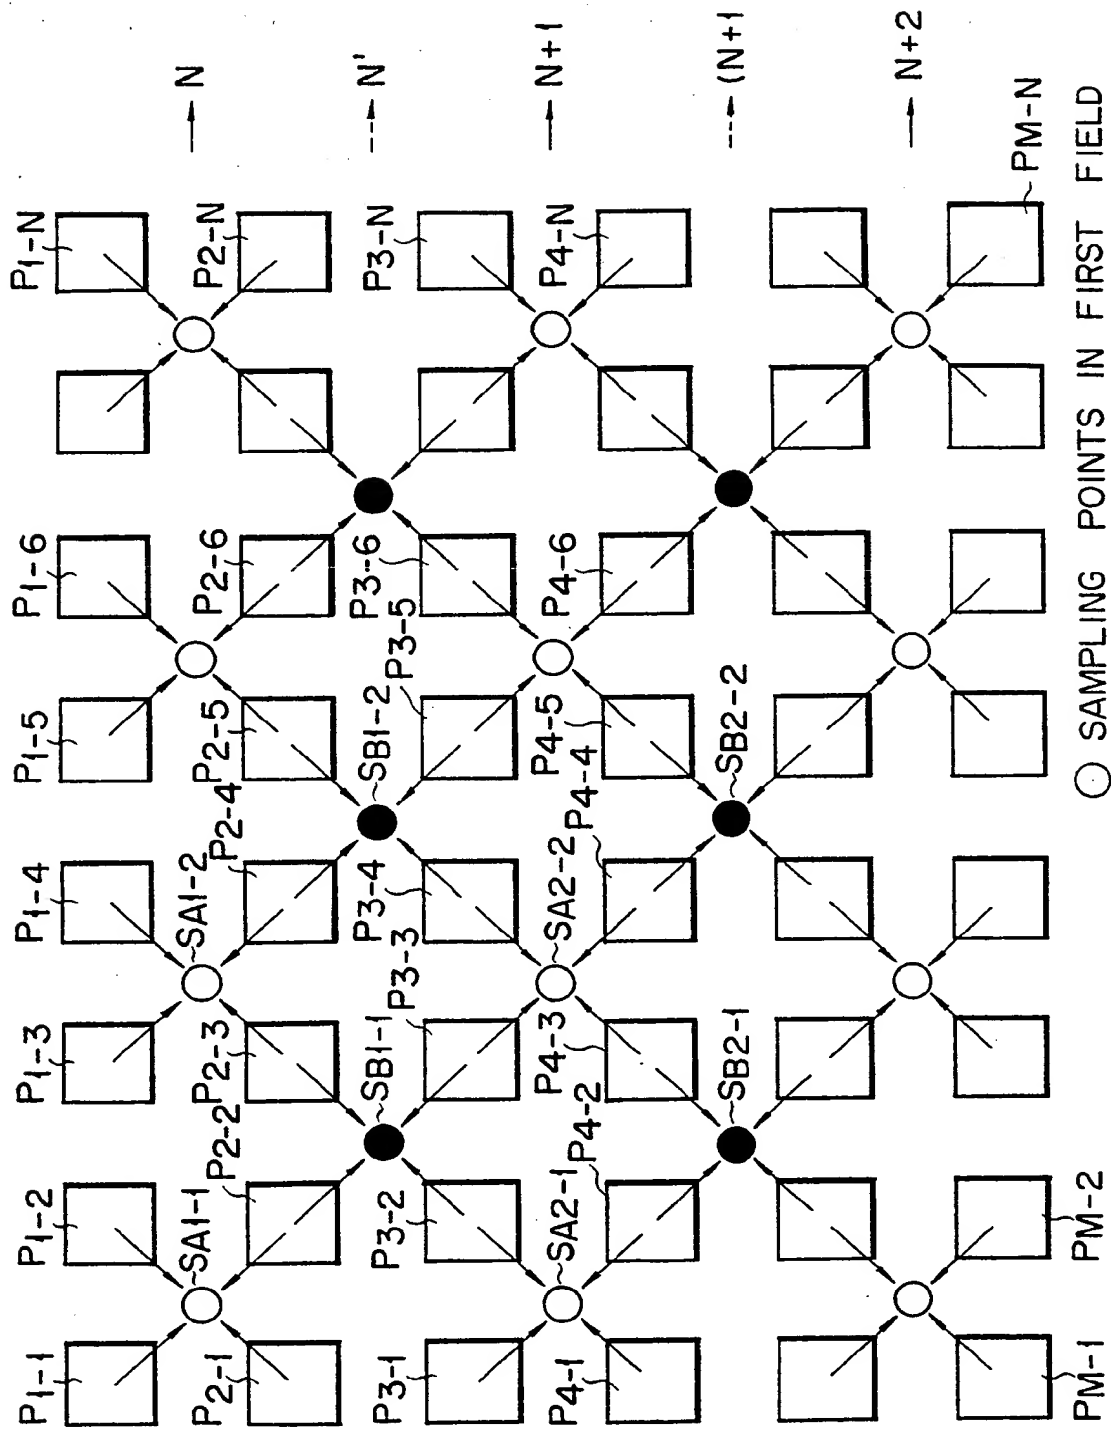 P1-1 P1-2 P1-3 P1-4 P1-5 P1-6 P1-N
SA1-1 SA1-2 → N
P2-1 P2-2 P2-3 P2-4 P2-5 P2-6 P2-N
SB1-1 SB1-2 → N'
P3-1 P3-2 P3-3 P3-4 P3-5 P3-6 P3-N
SA2-1 SA2-2 → N+1
P4-1 P4-2 P4-3 P4-4 P4-5 P4-6 P4-N
SB2-1 SB2-2 → (N+1
→ N+2
PM-1 PM-2 PM-N
○ SAMPLING POINTS IN FIRST FIELD